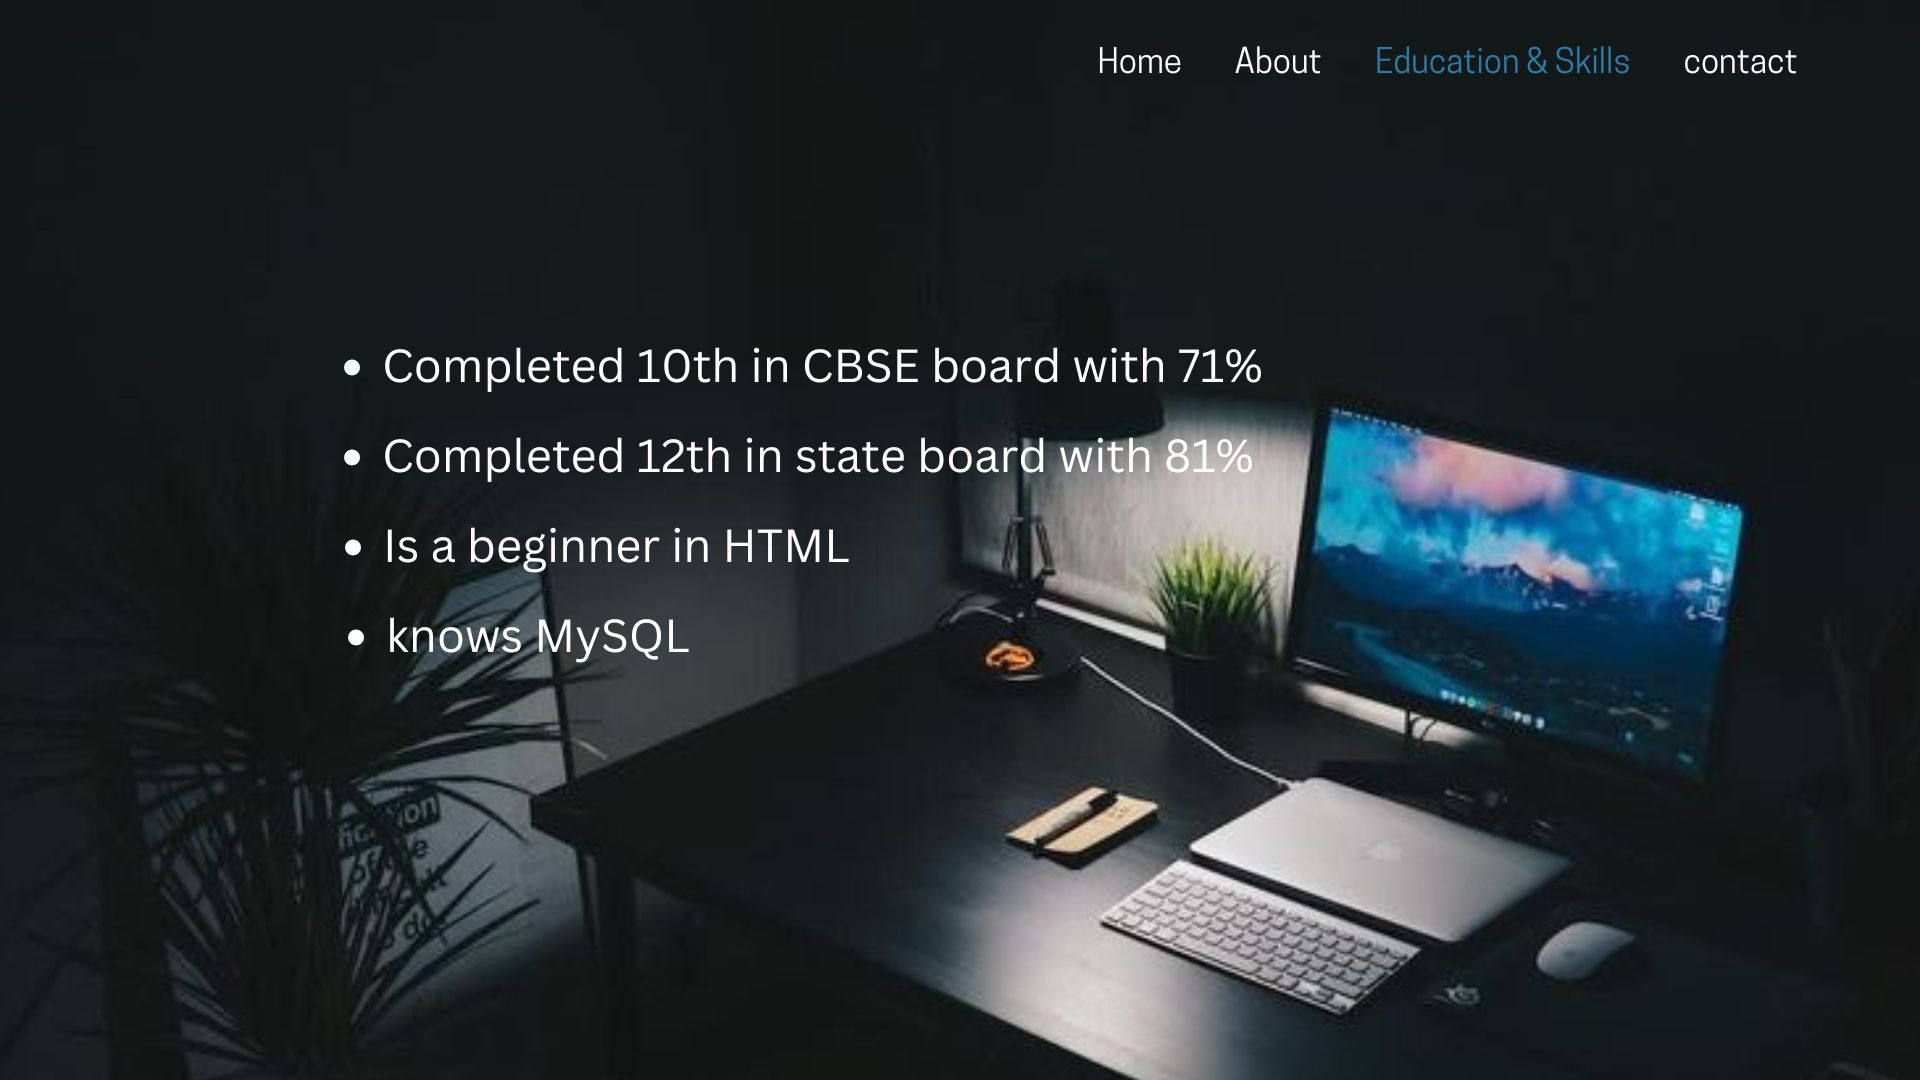 Home About Education & Skills contact
• Completed 10th in CBSE board with 71%
• Completed 12th in state board with 81%
• Is a beginner in HTML
• knows MySQL